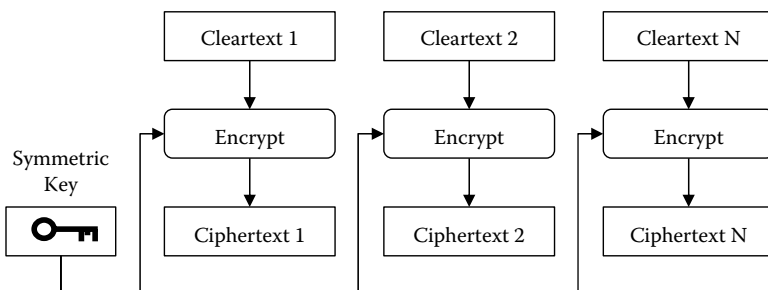 Cleartext 1
Cleartext 2
Cleartext N
Encrypt
Encrypt
Encrypt
Symmetric
Key
Ciphertext 1
Ciphertext 2
Ciphertext N